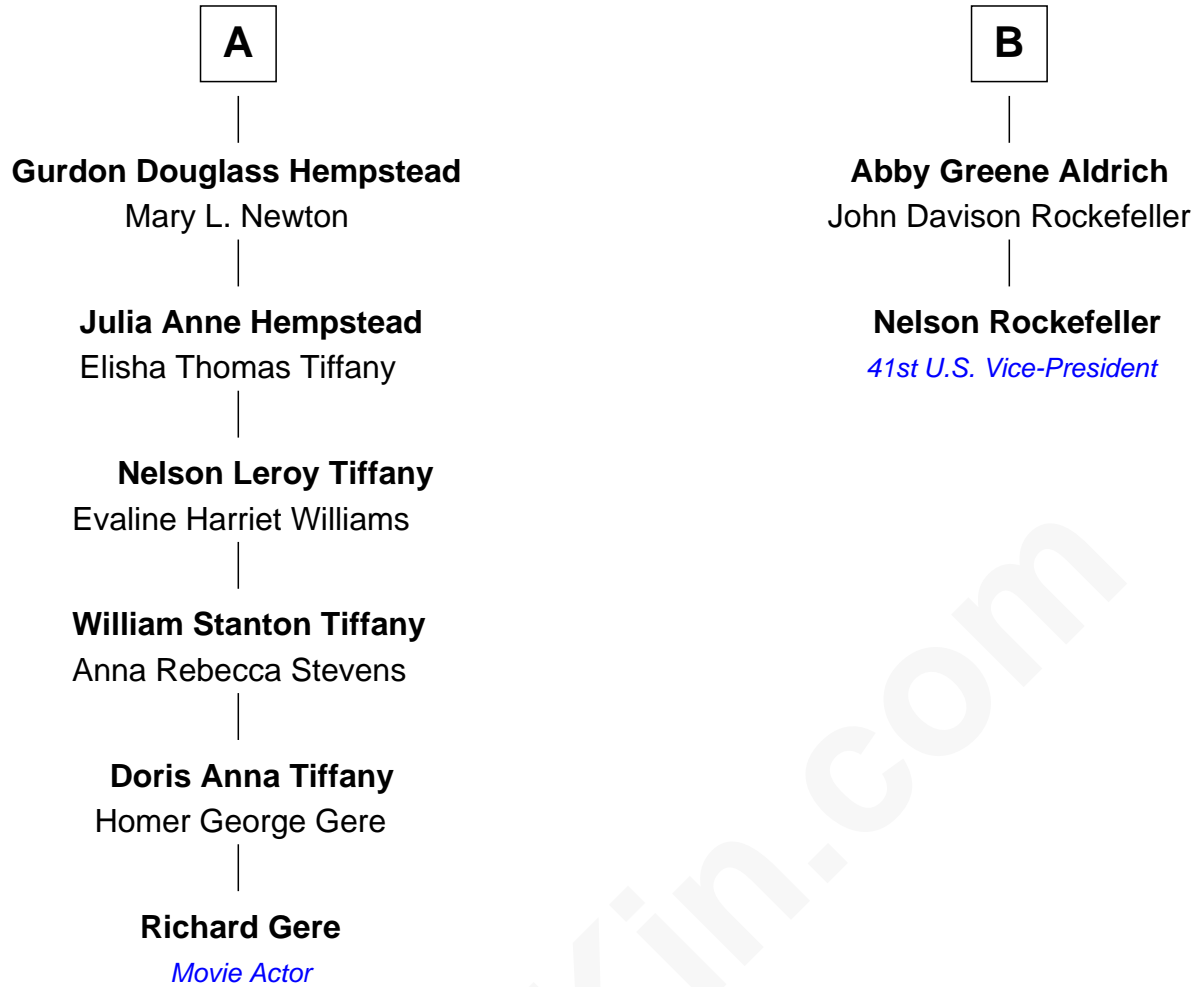 A
Gurdon Douglass Hempstead
Mary L. Newton
Julia Anne Hempstead
Elisha Thomas Tiffany
Nelson Leroy Tiffany
Evaline Harriet Williams
William Stanton Tiffany
Anna Rebecca Stevens
Doris Anna Tiffany
Homer George Gere
Richard Gere
Movie Actor
B
Abby Greene Aldrich
John Davison Rockefeller
Nelson Rockefeller
41st U.S. Vice-President
Kin.com